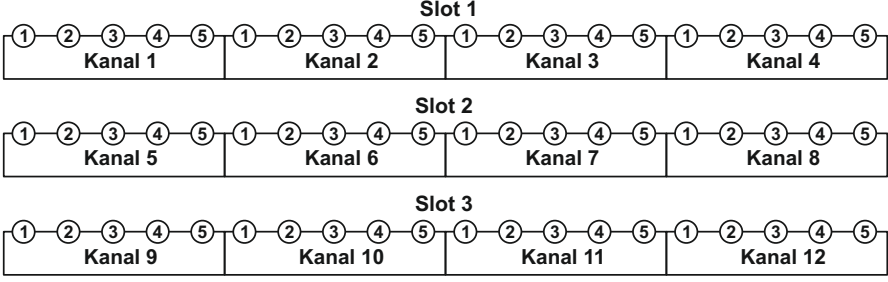 Slot 1
1 2 3 4 5 1 2 3 4 5 1 2 3 4 5 1 2 3 4 5
Kanal 1 Kanal 2 Kanal 3 Kanal 4
Slot 2
1 2 3 4 5 1 2 3 4 5 1 2 3 4 5 1 2 3 4 5
Kanal 5 Kanal 6 Kanal 7 Kanal 8
Slot 3
1 2 3 4 5 1 2 3 4 5 1 2 3 4 5 1 2 3 4 5
Kanal 9 Kanal 10 Kanal 11 Kanal 12